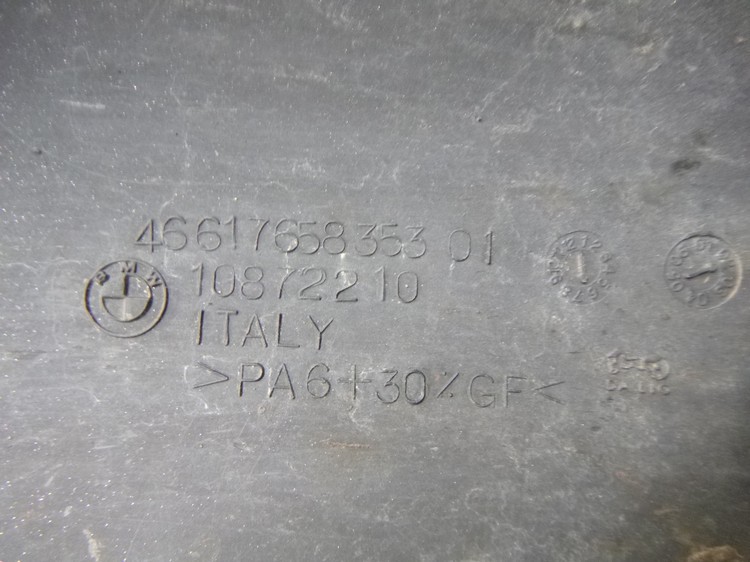 46617658353 01
BMW
10872210
ITALY
>PA6+30%GF<